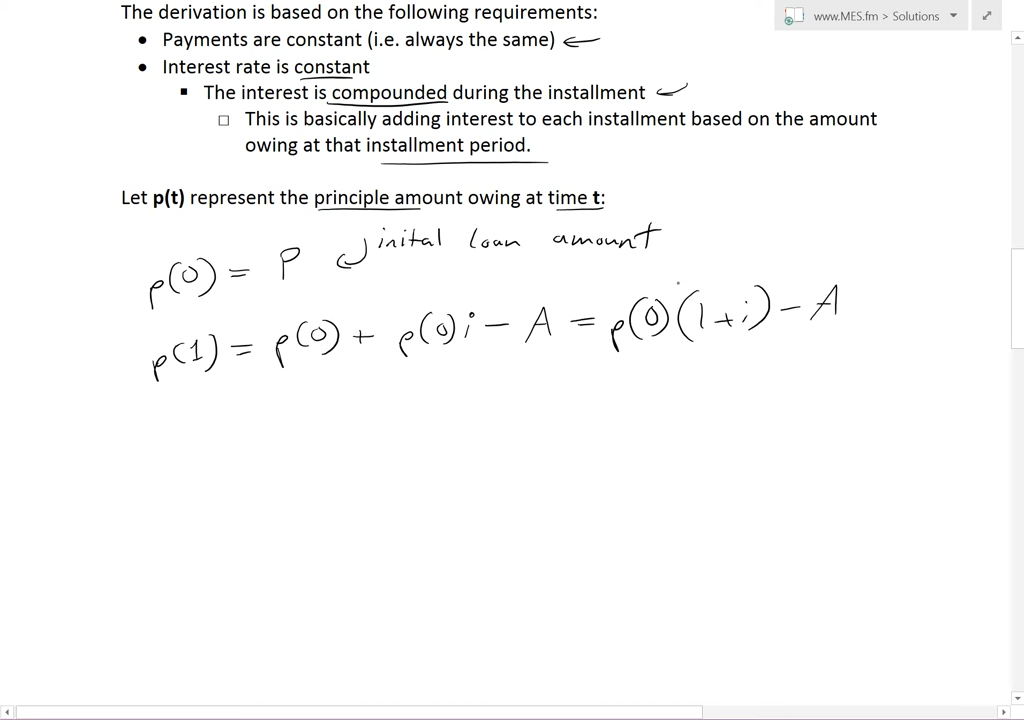 www.MES.fm > Solutions
The derivation is based on the following requirements:
• Payments are constant (i.e. always the same)
• Interest rate is constant
▪ The interest is compounded during the installment
□ This is basically adding interest to each installment based on the amount
owing at that installment period.
Let p(t) represent the principle amount owing at time t:
p(0) = P inital loan amount
p(1) = p(0) + p(0)i - A = p(0)(1+i) - A